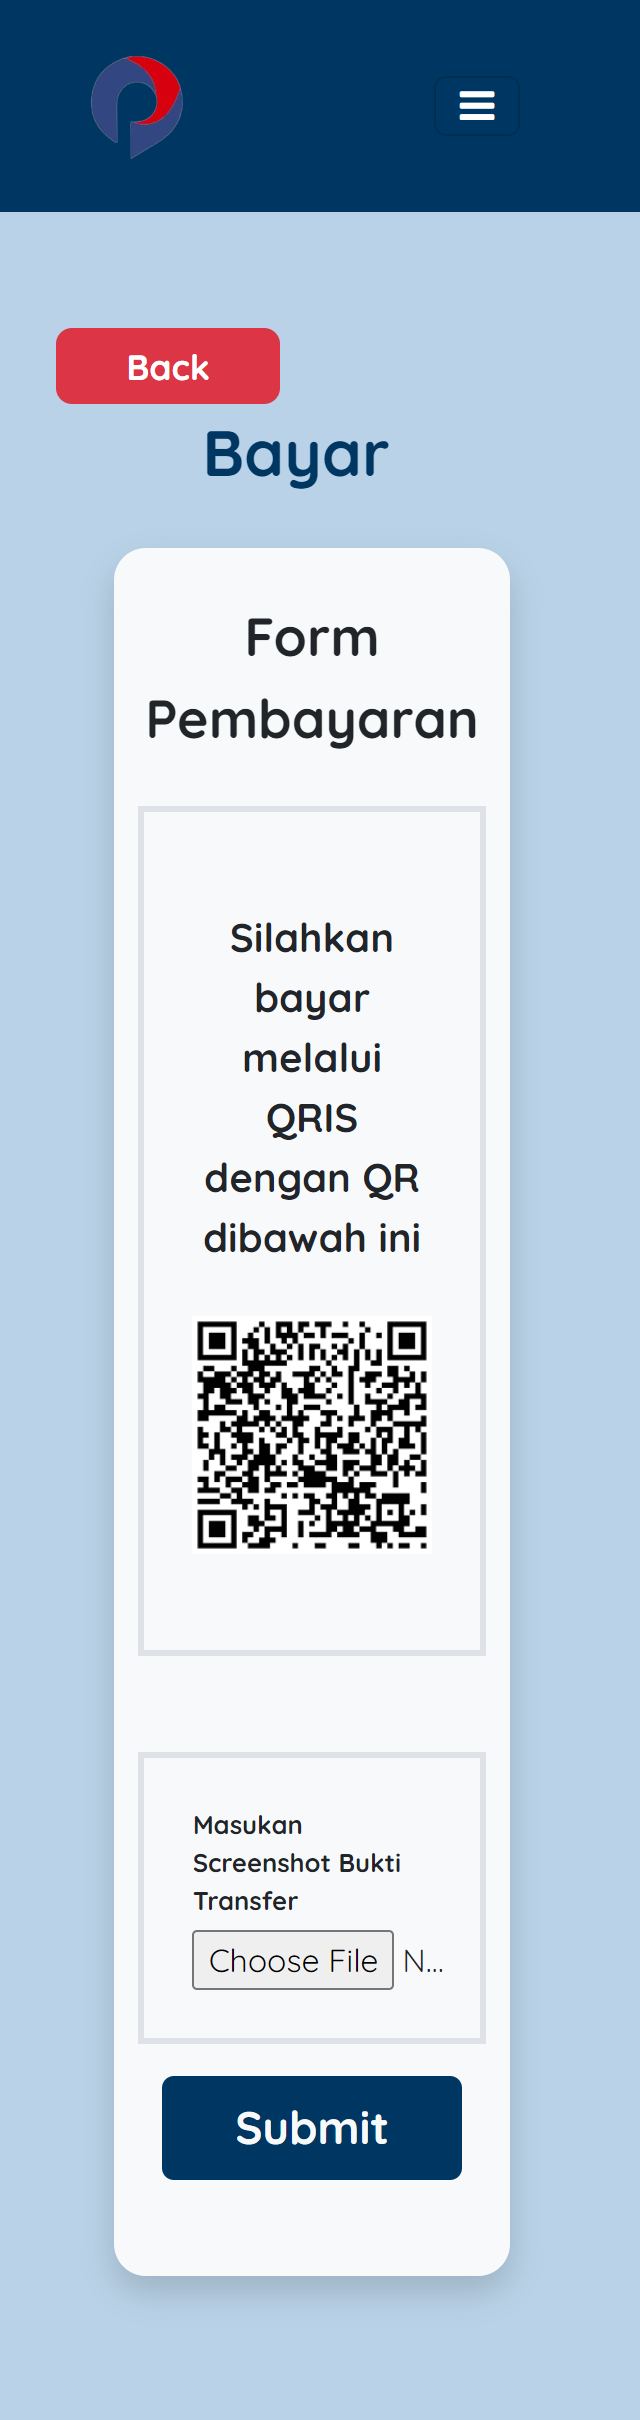 Back
Bayar
Form
Pembayaran
Silahkan
bayar
melalui
QRIS
dengan QR
dibawah ini
Masukan
Screenshot Bukti
Transfer
Choose File N...
Submit